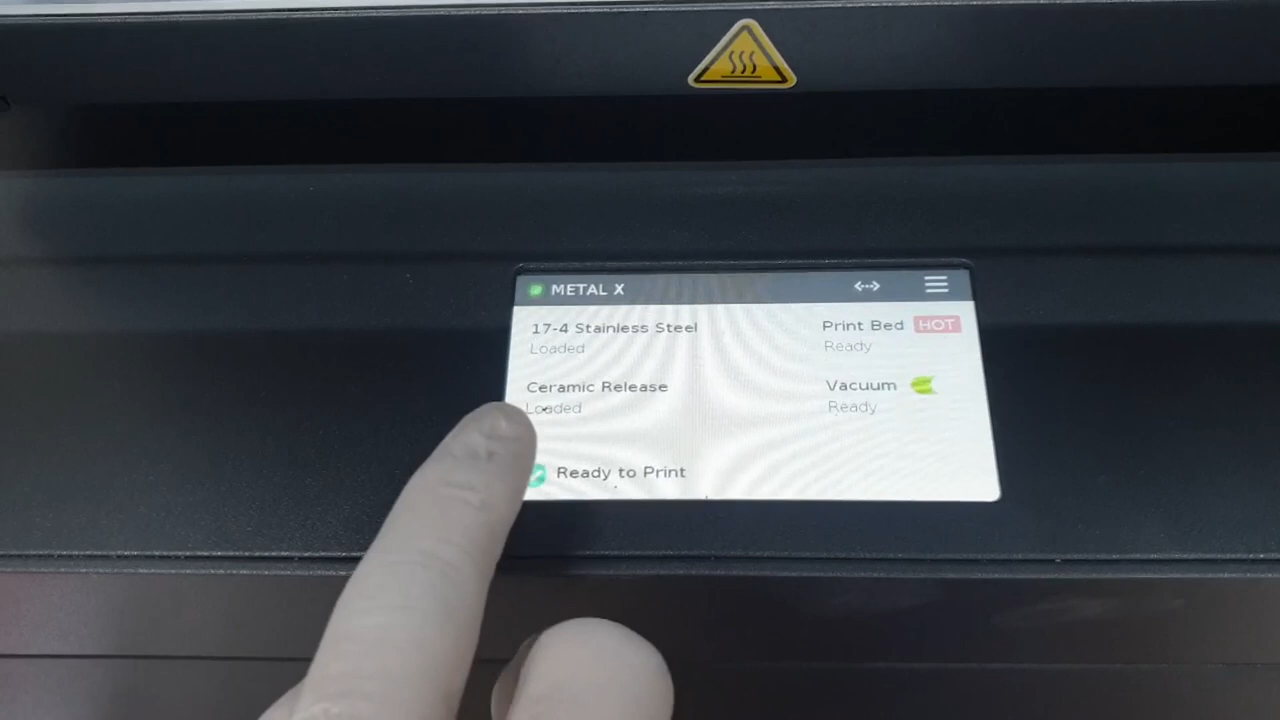 METAL X
17-4 Stainless Steel
Loaded
Print Bed HOT
Ready
Ceramic Release
Loaded
Vacuum
Ready
Ready to Print